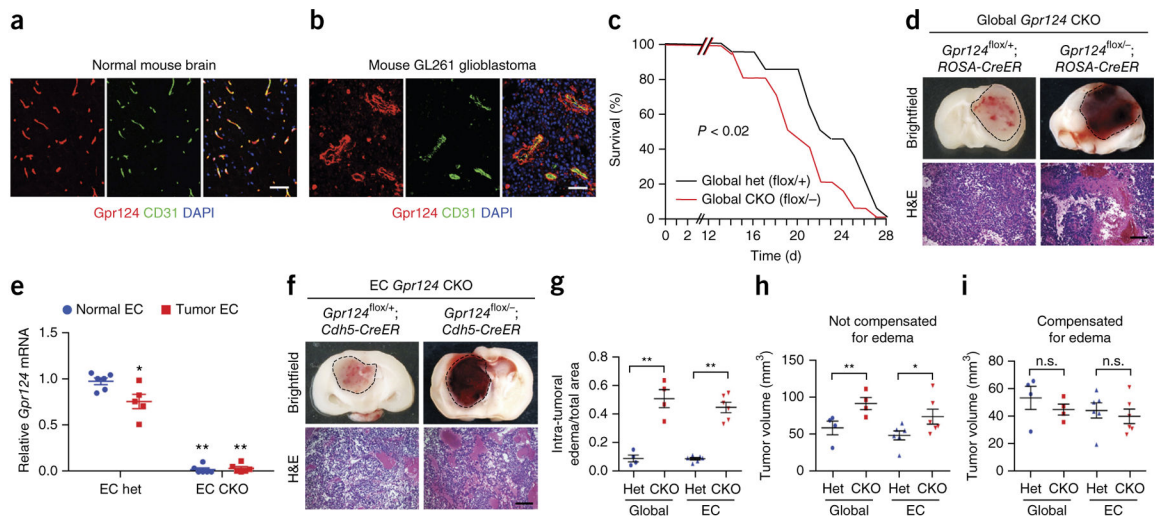 a
Normal mouse brain
Gpr124 CD31 DAPI
b
Mouse GL261 glioblastoma
Gpr124 CD31 DAPI
c
100
80
60
40
80
100
0
Survival (%)
P < 0.02
Global het (flox/+)
Global CKO (flox/–)
0 2 12 16 20 24 28
Time (d)
d
Global Gpr124 CKO
Gpr124flox/+; Gpr124flox/–;
ROSA-CreER ROSA-CreER
Brightfield
H&E
e
Normal EC Tumor EC
Relative Gpr124 mRNA
1.5
1.0
0.5
0
*
** **
EC het EC CKO
f
EC Gpr124 CKO
Gpr124flox/+; Gpr124flox/–;
Cdh5-CreER Cdh5-CreER
Brightfield
H&E
g
Intra-tumoral
edema/total area
0.8
0.6
0.4
0.2
0.0
** **
Het CKO Het CKO
Global EC
h
Not compensated
for edema
Tumor volume (mm3)
150
100
50
0
** *
Het CKO Het CKO
Global EC
i
Compensated
for edema
Tumor volume (mm3)
80
60
40
20
0
n.s. n.s.
Het CKO Het CKO
Global EC